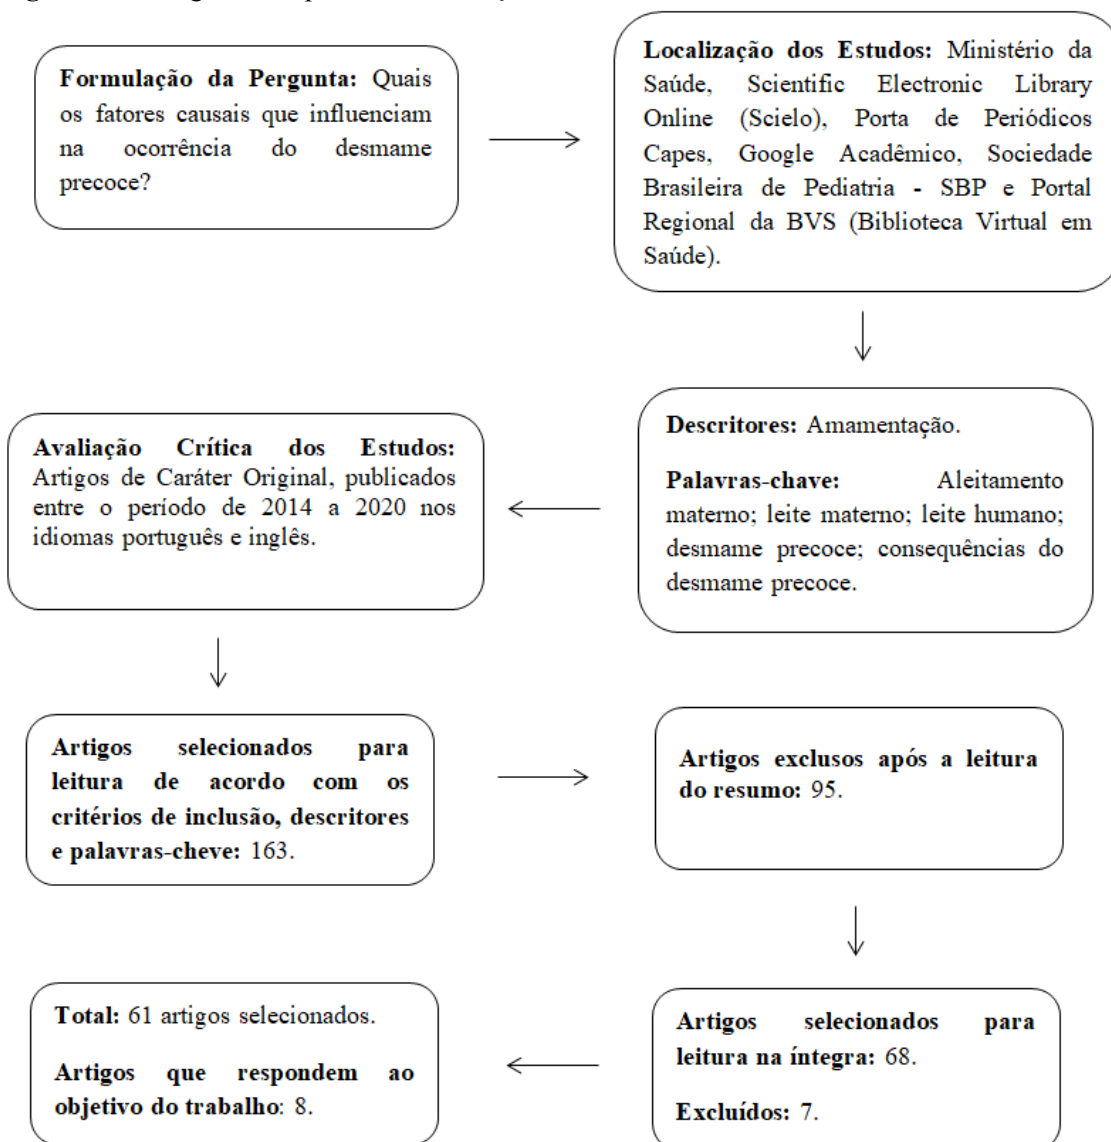 Formulação da Pergunta: Quais
os fatores causais que influenciam
na ocorrência do desmame
precoce?
Localização dos Estudos: Ministério da
Saúde, Scientific Electronic Library
Online (Scielo), Porta de Periódicos
Capes, Google Acadêmico, Sociedade
Brasileira de Pediatria - SBP e Portal
Regional da BVS (Biblioteca Virtual em
Saúde).
Descritores: Amamentação.
Palavras-chave: Aleitamento
materno; leite materno; leite humano;
desmame precoce; consequências do
desmame precoce.
Avaliação Crítica dos Estudos:
Artigos de Caráter Original, publicados
entre o período de 2014 a 2020 nos
idiomas português e inglês.
Artigos selecionados para
leitura de acordo com os
critérios de inclusão, descritores
e palavras-cheve: 163.
Artigos exclusos após a leitura
do resumo: 95.
Artigos selecionados para
leitura na íntegra: 68.
Excluídos: 7.
Total: 61 artigos selecionados.
Artigos que respondem ao
objetivo do trabalho: 8.